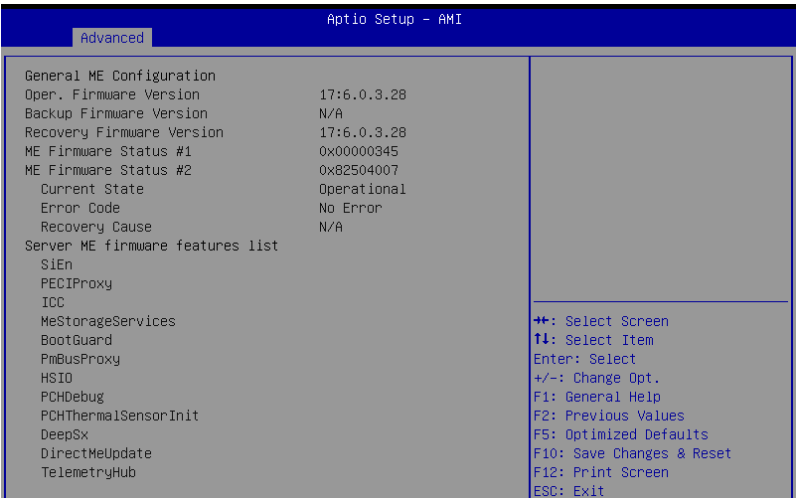 Aptio Setup - AMI
Advanced
General ME Configuration
Oper. Firmware Version 17:6.0.3.28
Backup Firmware Version N/A
Recovery Firmware Version 17:6.0.3.28
ME Firmware Status #1 0x00000345
ME Firmware Status #2 0x82504007
Current State Operational
Error Code No Error
Recovery Cause N/A
Server ME firmware features list
SiEn
PECIProxy
ICC
MeStorageServices
BootGuard
PmBusProxy
HSIO
PCHDebug
PCHThermalSensorInit
DeepSx
DirectMeUpdate
TelemetryHub
→←: Select Screen
↑↓: Select Item
Enter: Select
+/-: Change Opt.
F1: General Help
F2: Previous Values
F5: Optimized Defaults
F10: Save Changes & Reset
F12: Print Screen
ESC: Exit